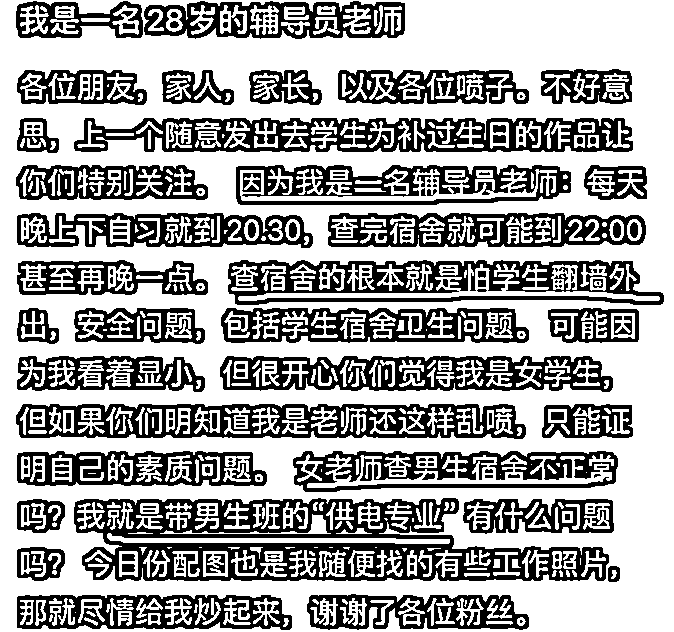 我是一名28岁的辅导员老师
各位朋友，家人，家长，以及各位喷子。不好意
思，上一个随意发出去学生为补过生日的作品让
你们特别关注。 因为我是一名辅导员老师：每天
晚上下自习就到20.30，查完宿舍就可能到22:00
甚至再晚一点。 查宿舍的根本就是怕学生翻墙外
出，安全问题，包括学生宿舍卫生问题。 可能因
为我看着显小，但很开心你们觉得我是女学生，
但如果你们明知道我是老师还这样乱喷，只能证
明自己的素质问题。 女老师查男生宿舍不正常
吗？我就是带男生班的“供电专业” 有什么问题
吗？ 今日份配图也是我随便找的有些工作照片，
那就尽情给我炒起来，谢谢了各位粉丝。